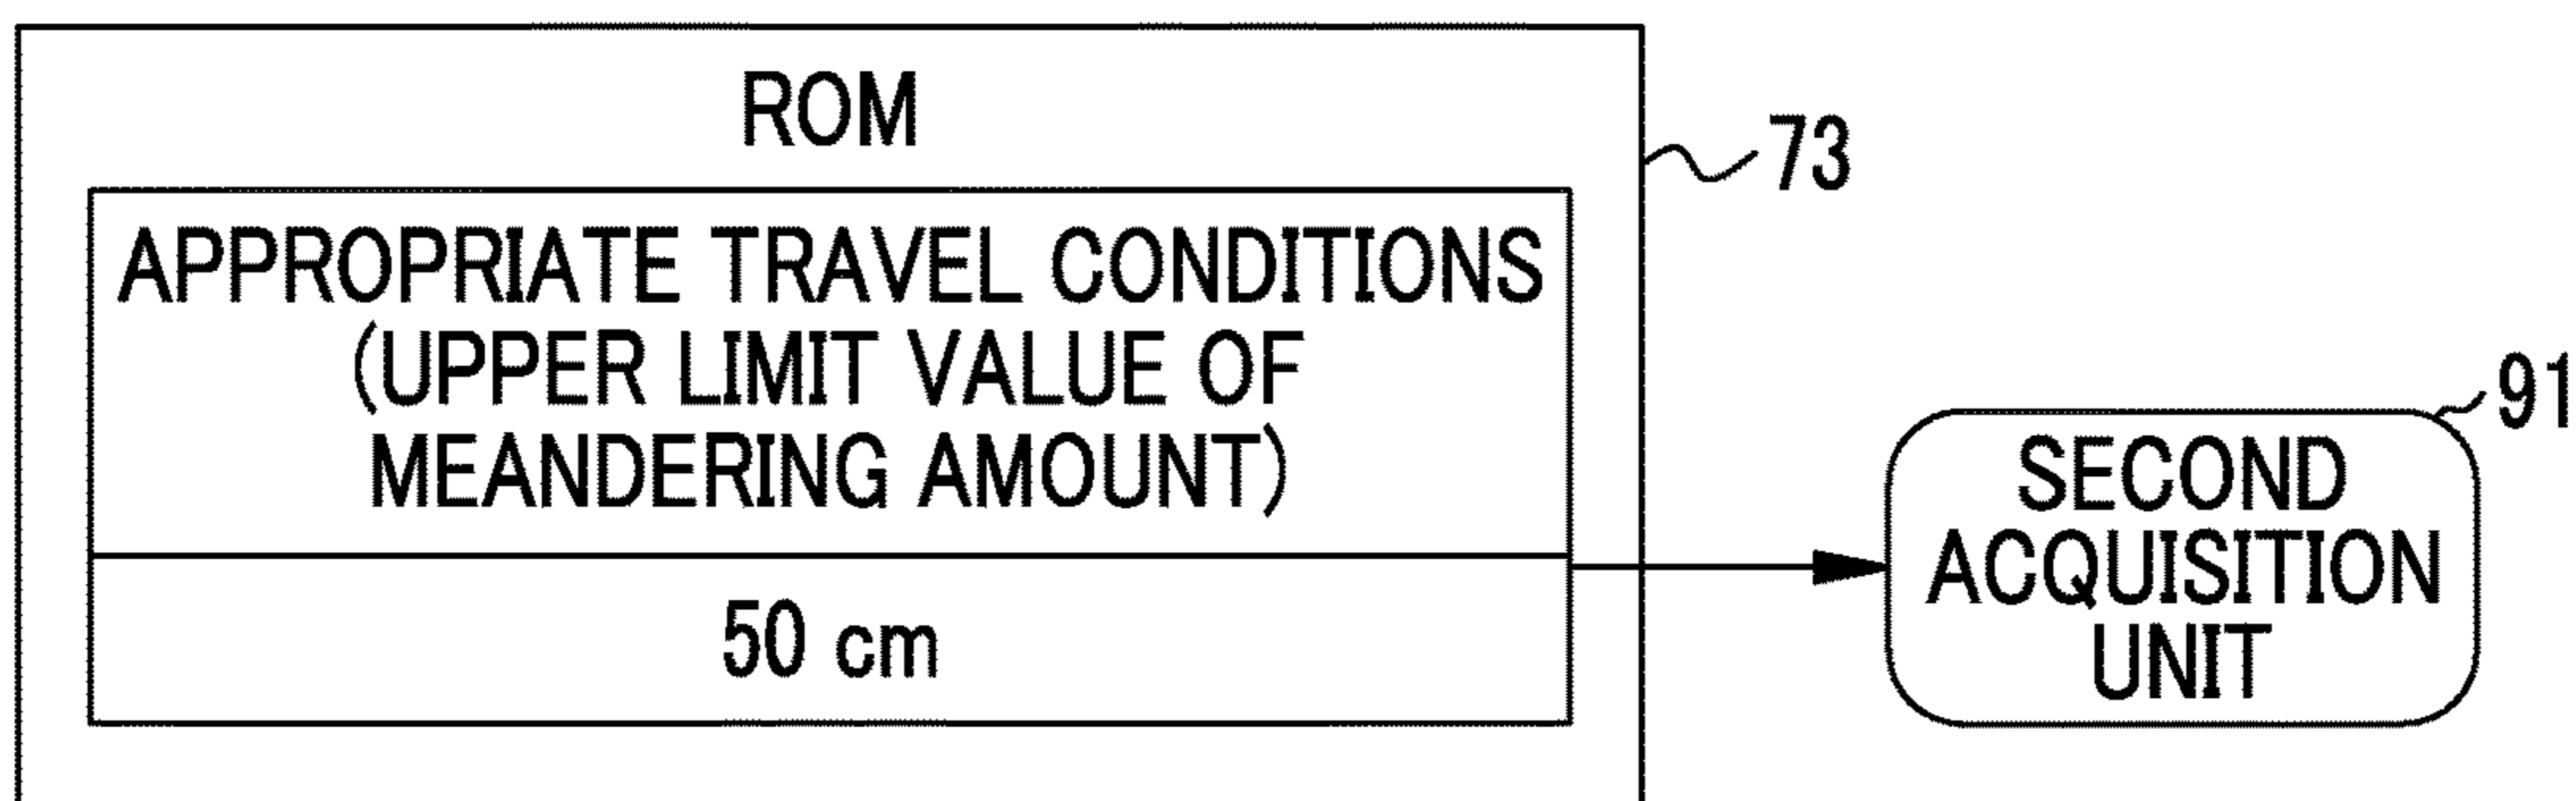 ROM
73
APPROPRIATE TRAVEL CONDITIONS
(UPPER LIMIT VALUE OF
MEANDERING AMOUNT)
50 cm
91
SECOND
ACQUISITION
UNIT